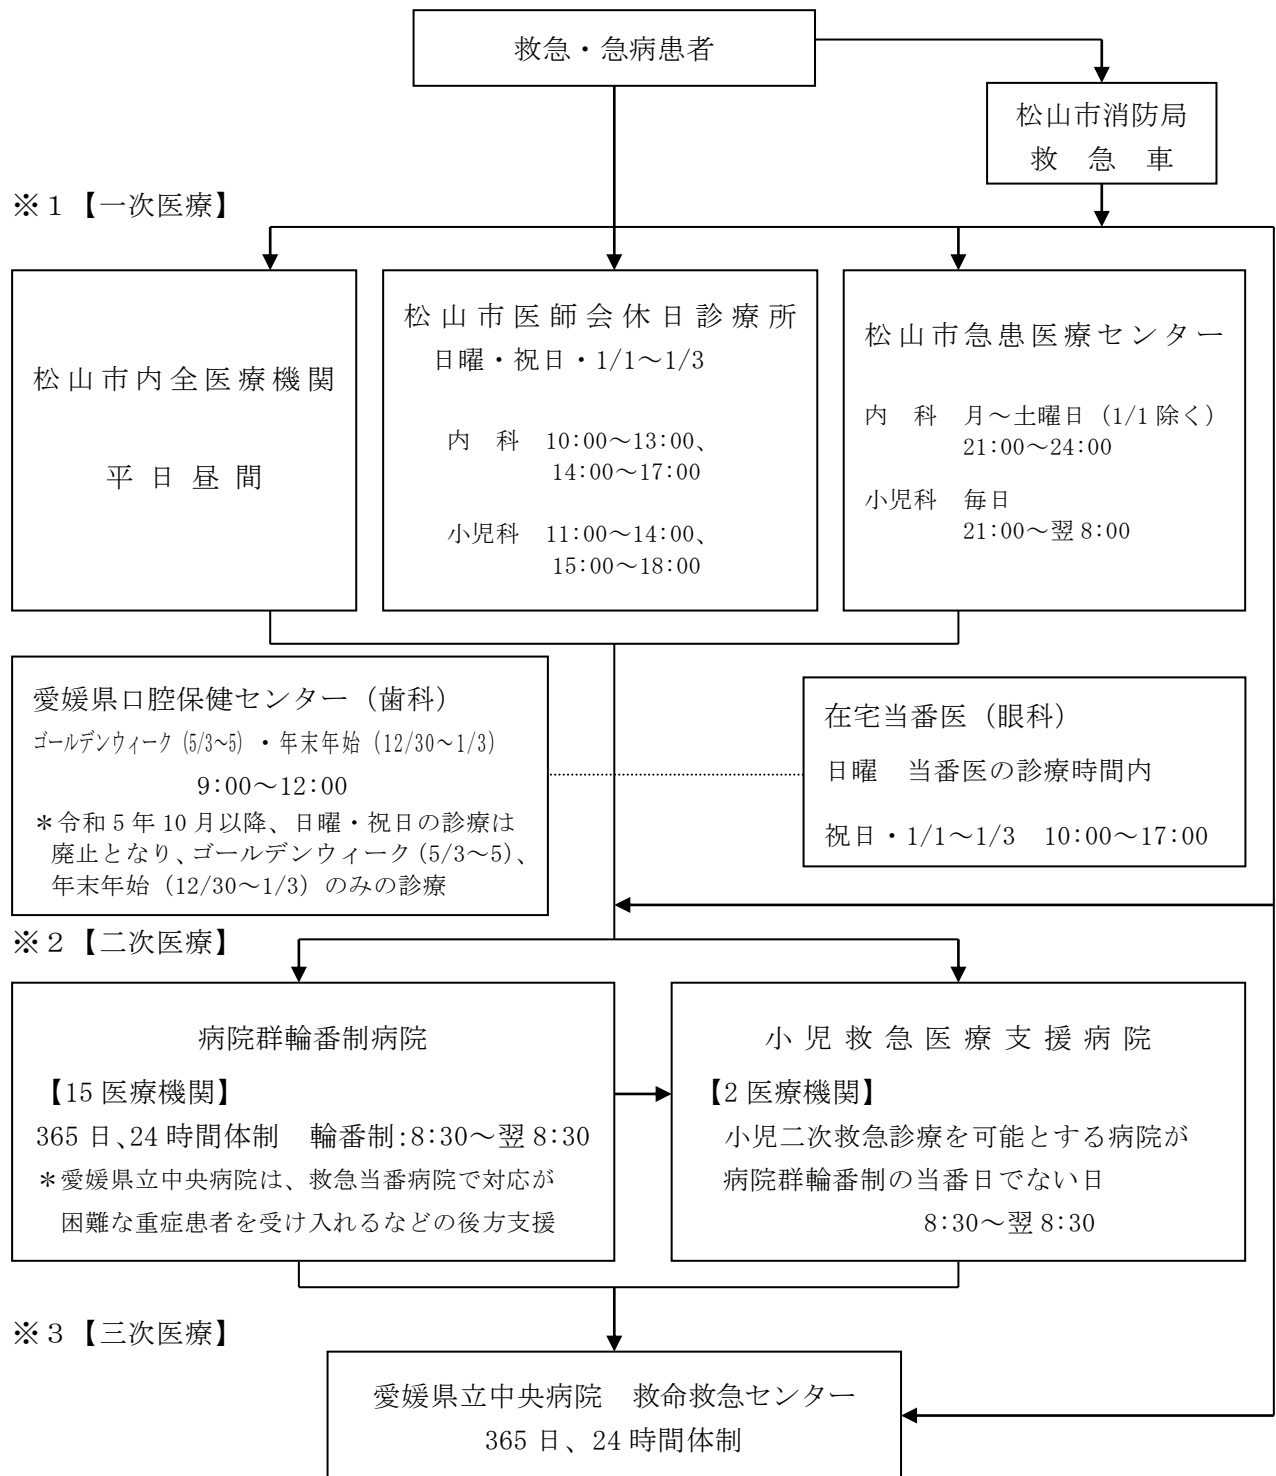 救急・急病患者
松山市消防局
救 急 車
※1【一次医療】
松山市内全医療機関
平日昼間
松山市医師会休日診療所
日曜・祝日・1/1～1/3
内 科 10:00～13:00、
14:00～17:00
小児科 11:00～14:00、
15:00～18:00
松山市急患医療センター
内 科 月～土曜日（1/1 除く）
21:00～24:00
小児科 毎日
21:00～翌 8:00
愛媛県口腔保健センター（歯科）
ゴールデンウィーク（5/3～5）・年末年始（12/30～1/3）
9:00～12:00
＊令和 5 年 10 月以降、日曜・祝日の診療は
廃止となり、ゴールデンウィーク（5/3～5）、
年末年始（12/30～1/3）のみの診療
在宅当番医（眼科）
日曜 当番医の診療時間内
祝日・1/1～1/3 10:00～17:00
※2【二次医療】
病院群輪番制病院
【15 医療機関】
365 日、24 時間体制 輪番制:8:30～翌 8:30
＊愛媛県立中央病院は、救急当番病院で対応が
困難な重症患者を受け入れるなどの後方支援
小児救急医療支援病院
【2 医療機関】
小児二次救急診療を可能とする病院が
病院群輪番制の当番日でない日
8:30～翌 8:30
※3【三次医療】
愛媛県立中央病院 救命救急センター
365 日、24 時間体制